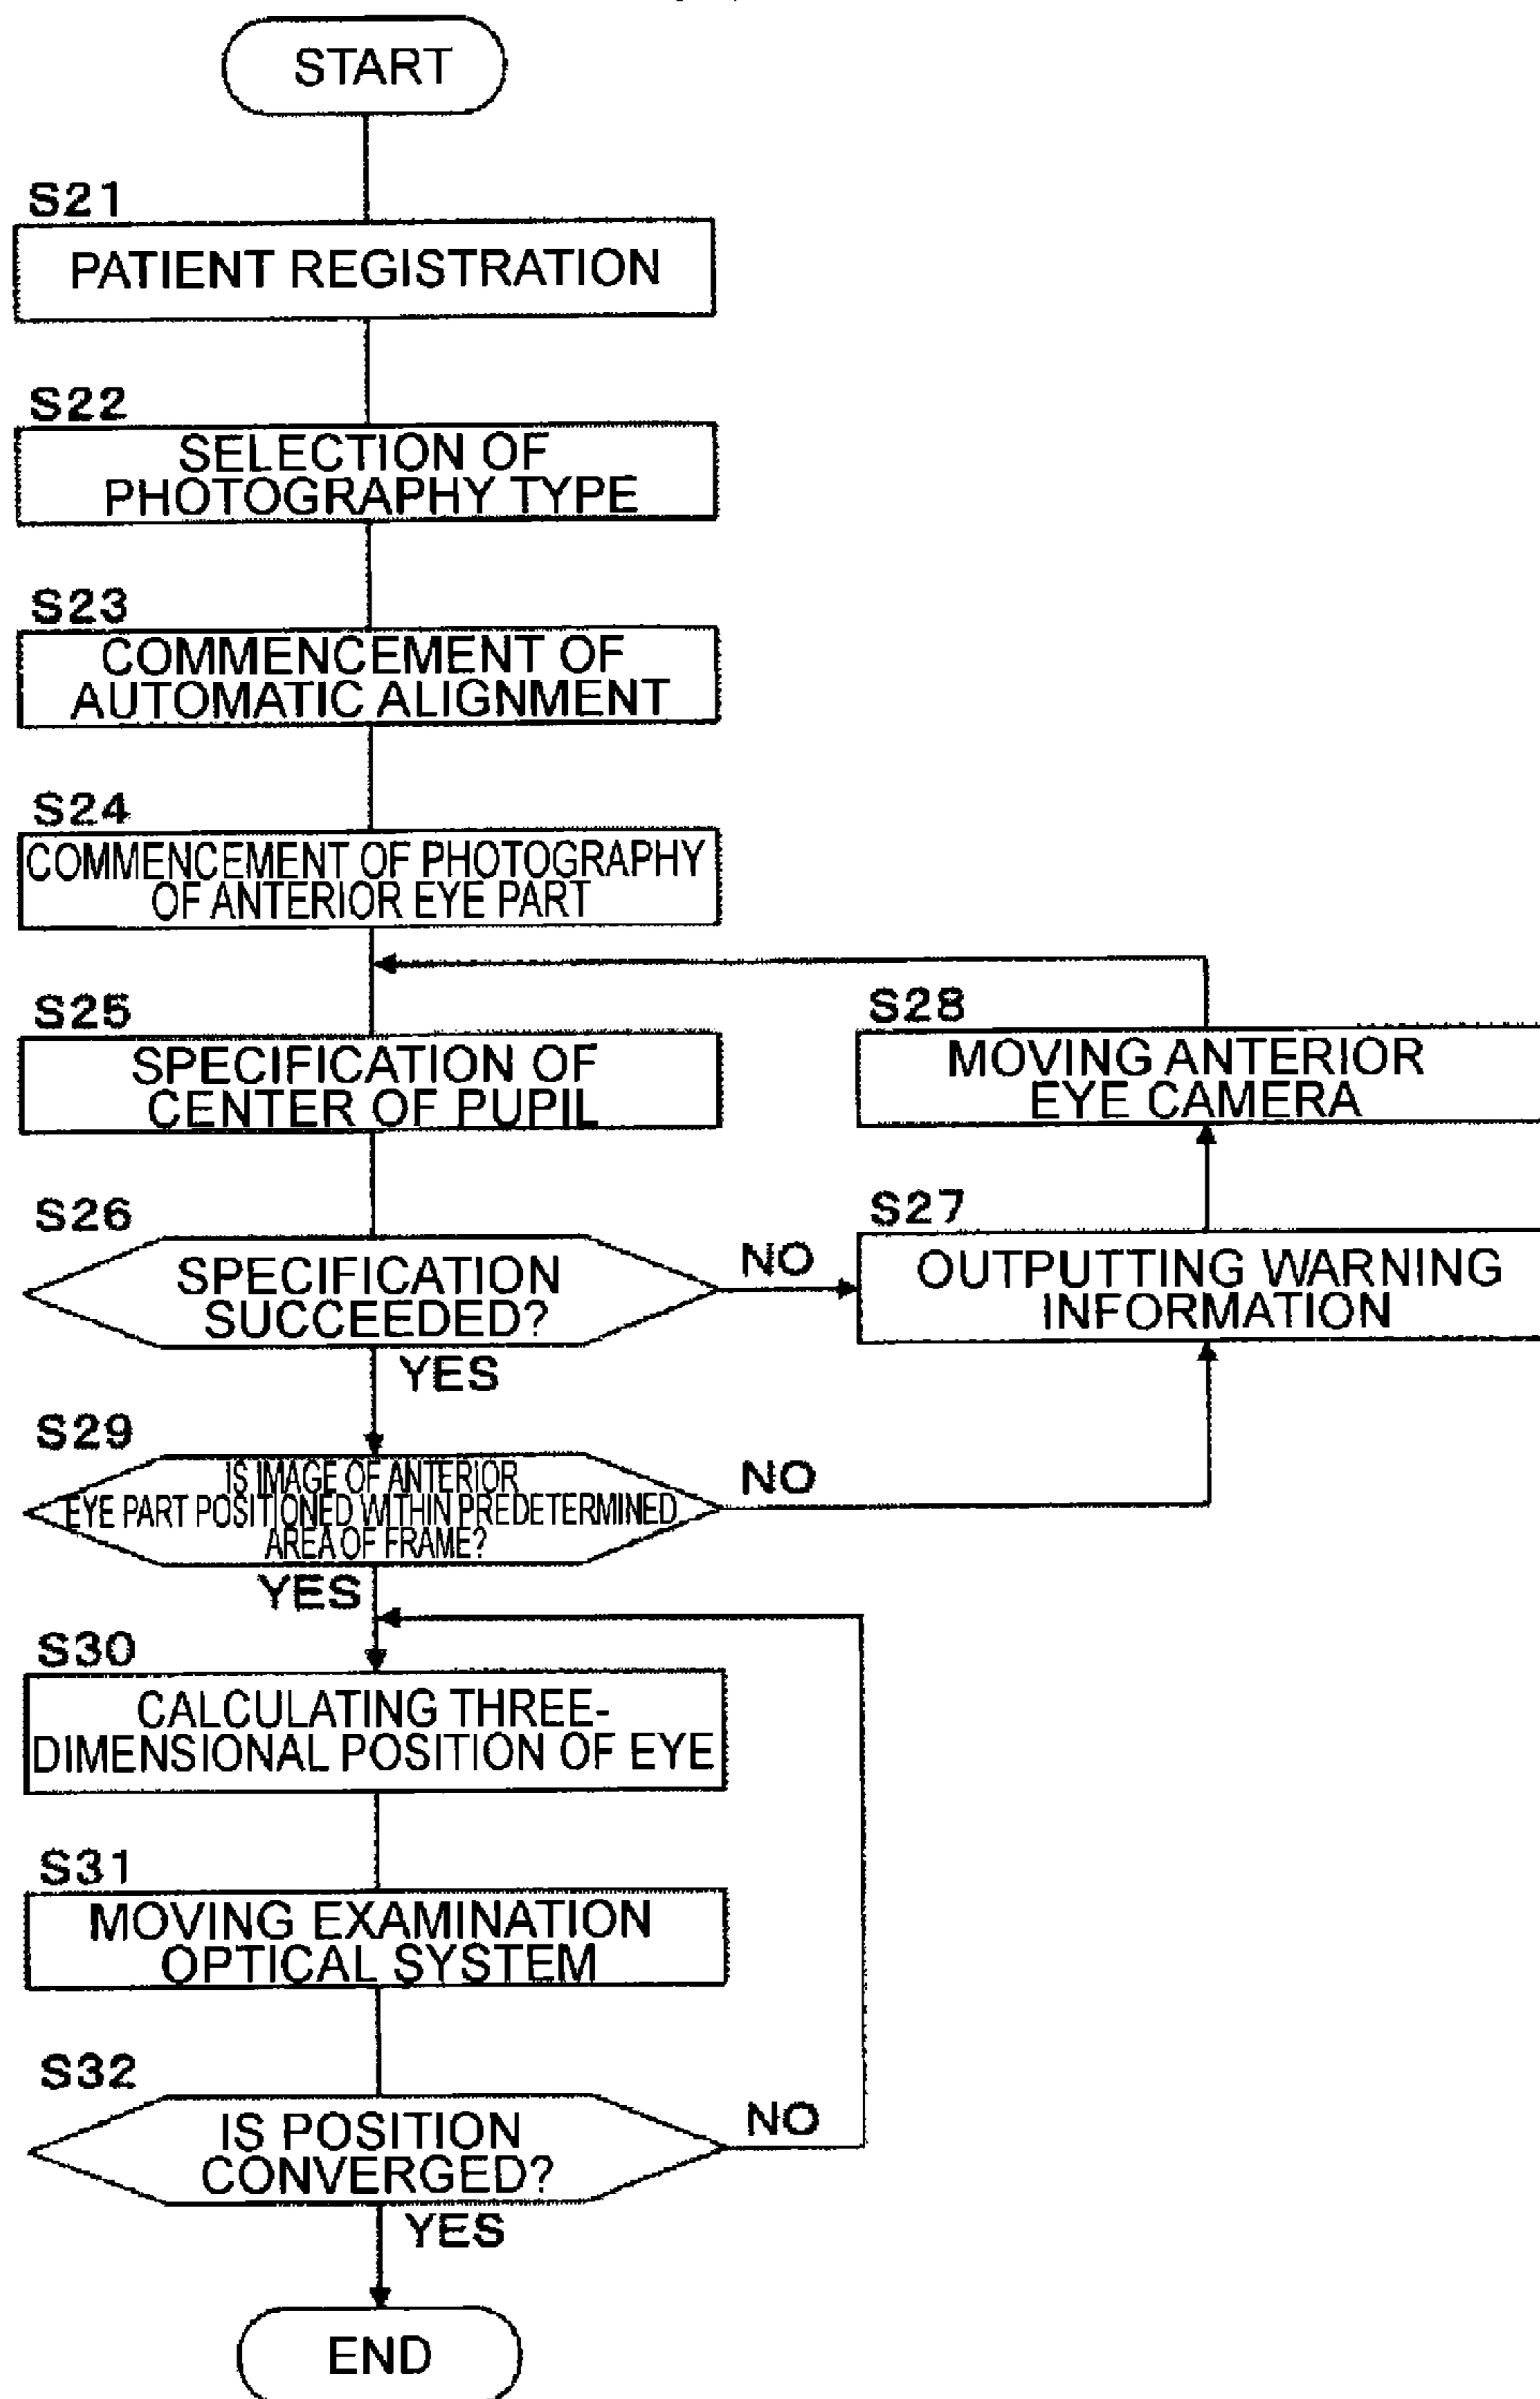 START
S21
PATIENT REGISTRATION
S22
SELECTION OF
PHOTOGRAPHY TYPE
S23
COMMENCEMENT OF
AUTOMATIC ALIGNMENT
S24
COMMENCEMENT OF PHOTOGRAPHY
OF ANTERIOR EYE PART
S25
SPECIFICATION OF
CENTER OF PUPIL
S28
MOVING ANTERIOR
EYE CAMERA
S26
SPECIFICATION
SUCCEEDED?
NO
YES
S27
OUTPUTTING WARNING
INFORMATION
S29
IS IMAGE OF ANTERIOR
EYE PART POSITIONED WITHIN PREDETERMINED
AREA OF FRAME?
NO
YES
S30
CALCULATING THREE-
DIMENSIONAL POSITION OF EYE
S31
MOVING EXAMINATION
OPTICAL SYSTEM
S32
IS POSITION
CONVERGED?
NO
YES
END